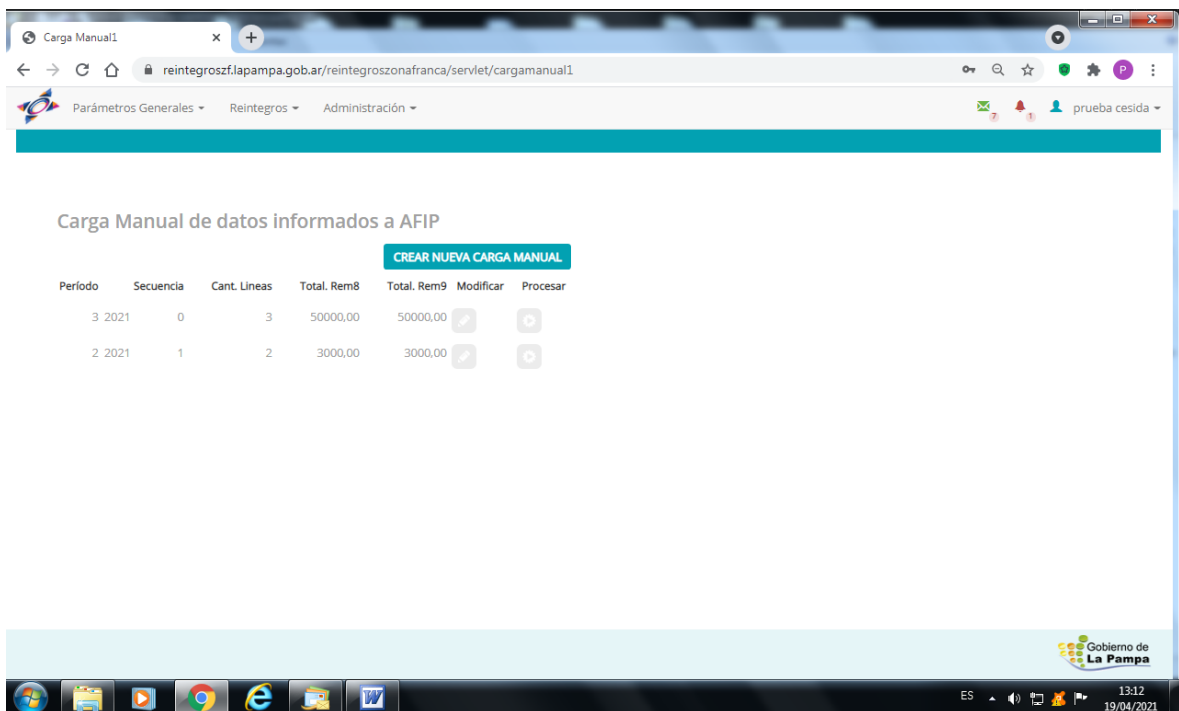 Carga Manual1
reintegroszf.lapampa.gob.ar/reintegroszonafranca/servlet/cargamanual1
P
Parámetros Generales Reintegros Administración 7 1 prueba cesida
Carga Manual de datos informados a AFIP
CREAR NUEVA CARGA MANUAL
Período Secuencia Cant. Lineas Total. Rem8 Total. Rem9 Modificar Procesar
3 2021 0 3 50000,00 50000,00
2 2021 1 2 3000,00 3000,00
Gobierno de
La Pampa
ES 13:12
19/04/2021